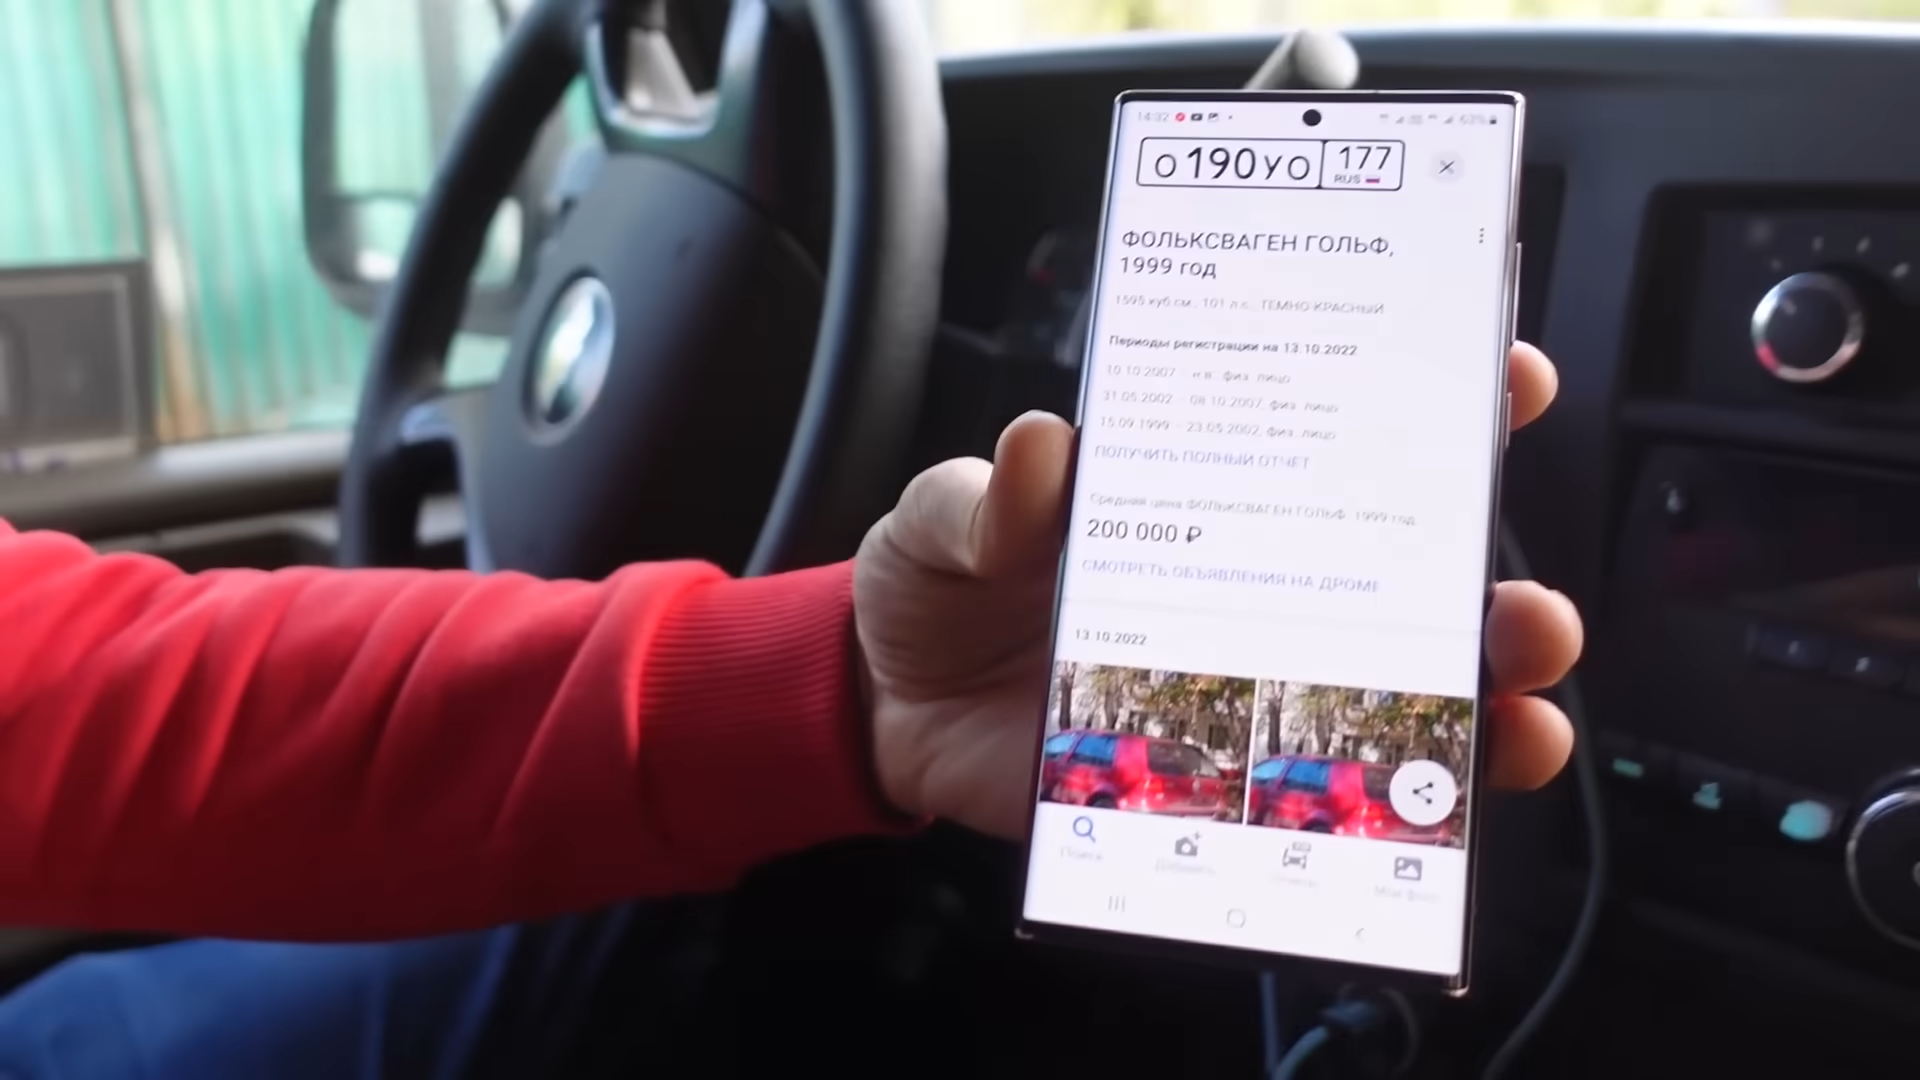 14:32
63%
О190УО 177
RUS
ФОЛЬКСВАГЕН ГОЛЬФ,
1999 год
1595 куб.см., 101 л.с., ТЕМНО КРАСНЫЙ
Периоды регистрации на 13.10.2022
10.10.2007 - н.в. физ. лицо
31.05.2002 - 08.10.2007, физ. лицо
15.09.1999 - 23.05.2002, физ. лицо
ПОЛУЧИТЬ ПОЛНЫЙ ОТЧЕТ
Средняя цена ФОЛЬКСВАГЕН ГОЛЬФ, 1999 год
200 000 ₽
СМОТРЕТЬ ОБЪЯВЛЕНИЯ НА ДРОМЕ
13.10.2022
Поиск Добавить Отчеты Мои фото